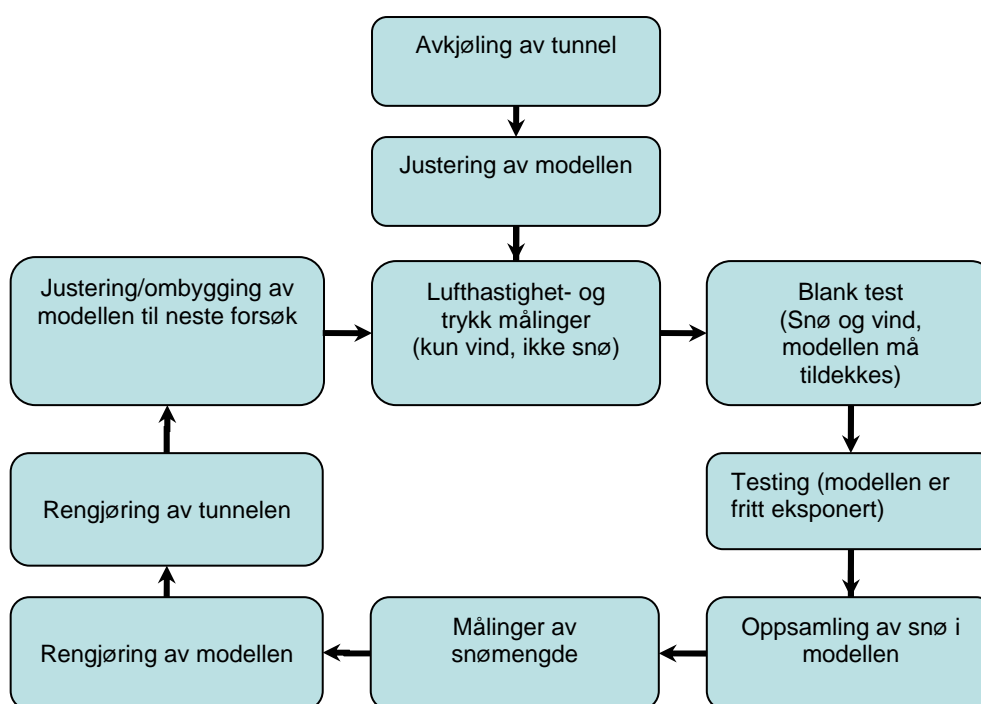 Avkjøling av tunnel
Justering av modellen
Justering/ombygging av
modellen til neste forsøk
Lufthastighet- og
trykk målinger
(kun vind, ikke snø)
Blank test
(Snø og vind,
modellen må
tildekkes)
Rengjøring av tunnelen
Testing (modellen er
fritt eksponert)
Rengjøring av modellen
Målinger av
snømengde
Oppsamling av snø i
modellen